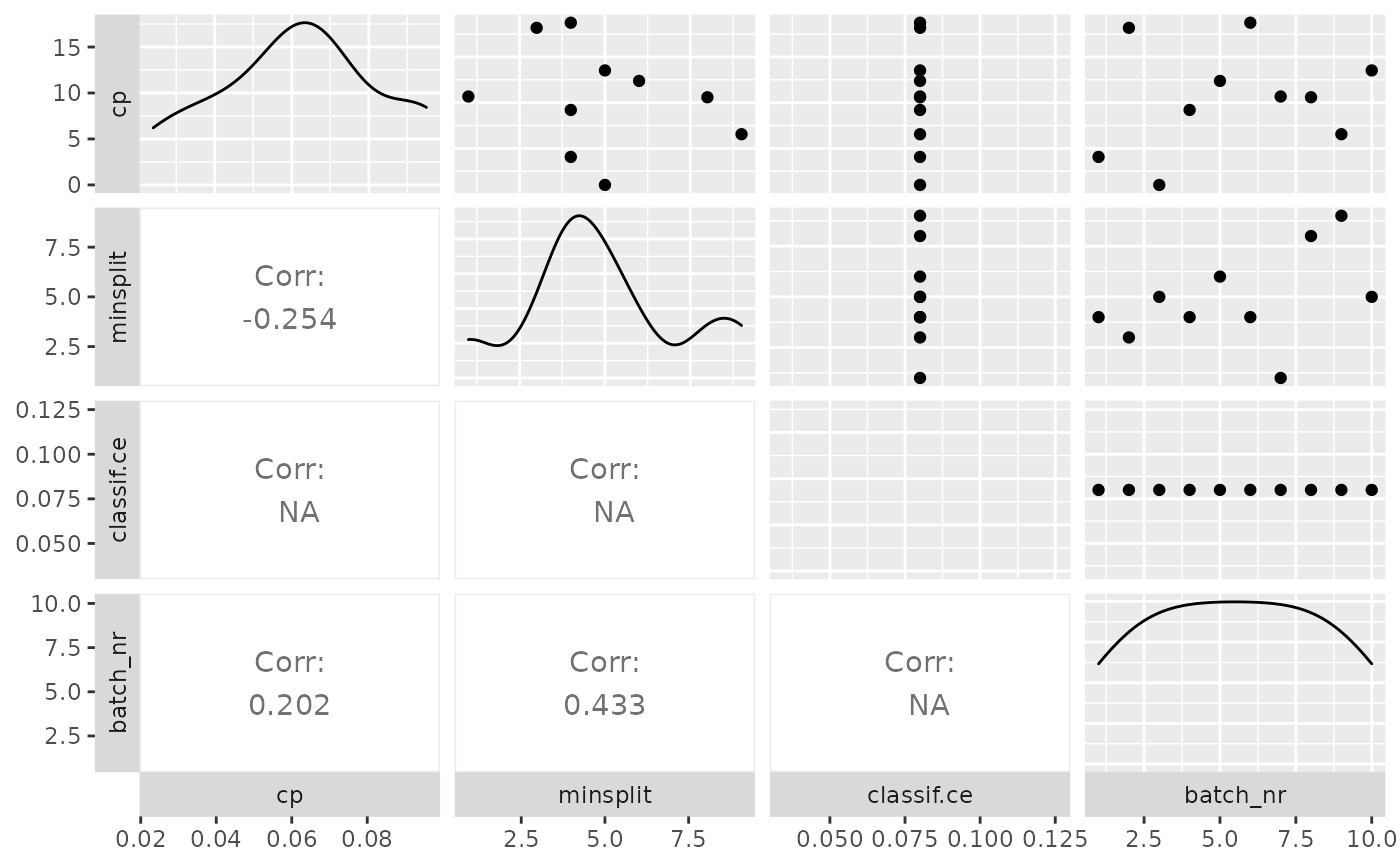 15
10
5
0
cp
7.5
5.0
2.5
minsplit
Corr:
-0.254
0.125
0.100
0.075
0.050
classif.ce
Corr:
NA
Corr:
NA
10.0
7.5
5.0
2.5
batch_nr
Corr:
0.202
Corr:
0.433
Corr:
NA
cp
minsplit
classif.ce
batch_nr
0.02 0.04 0.06 0.08
2.5 5.0 7.5
0.050 0.075 0.100 0.125
2.5 5.0 7.5 10.0